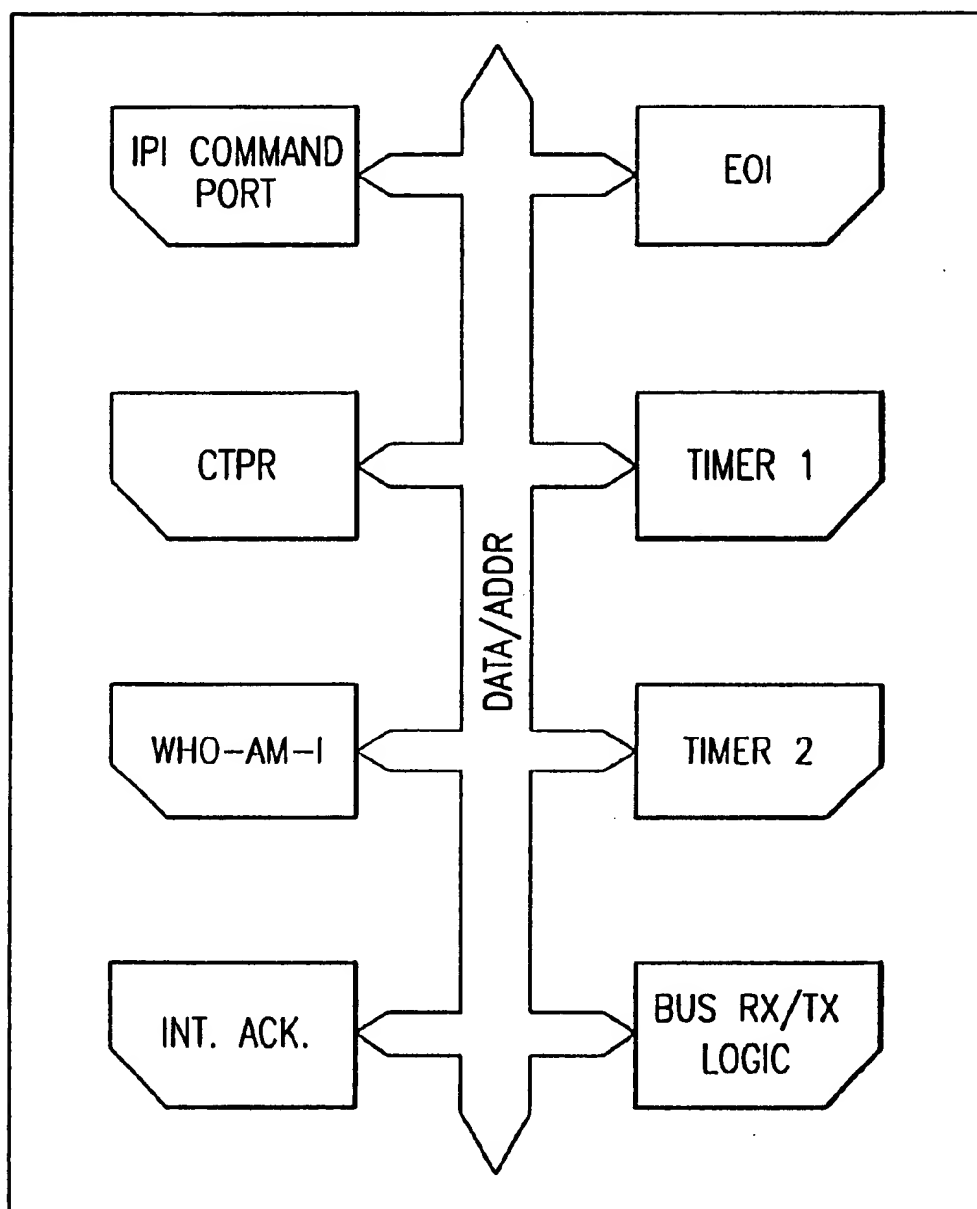 IPI COMMAND
PORT
EOI
CTPR
TIMER 1
DATA/ADDR
WHO-AM-I
TIMER 2
INT. ACK.
BUS RX/TX
LOGIC